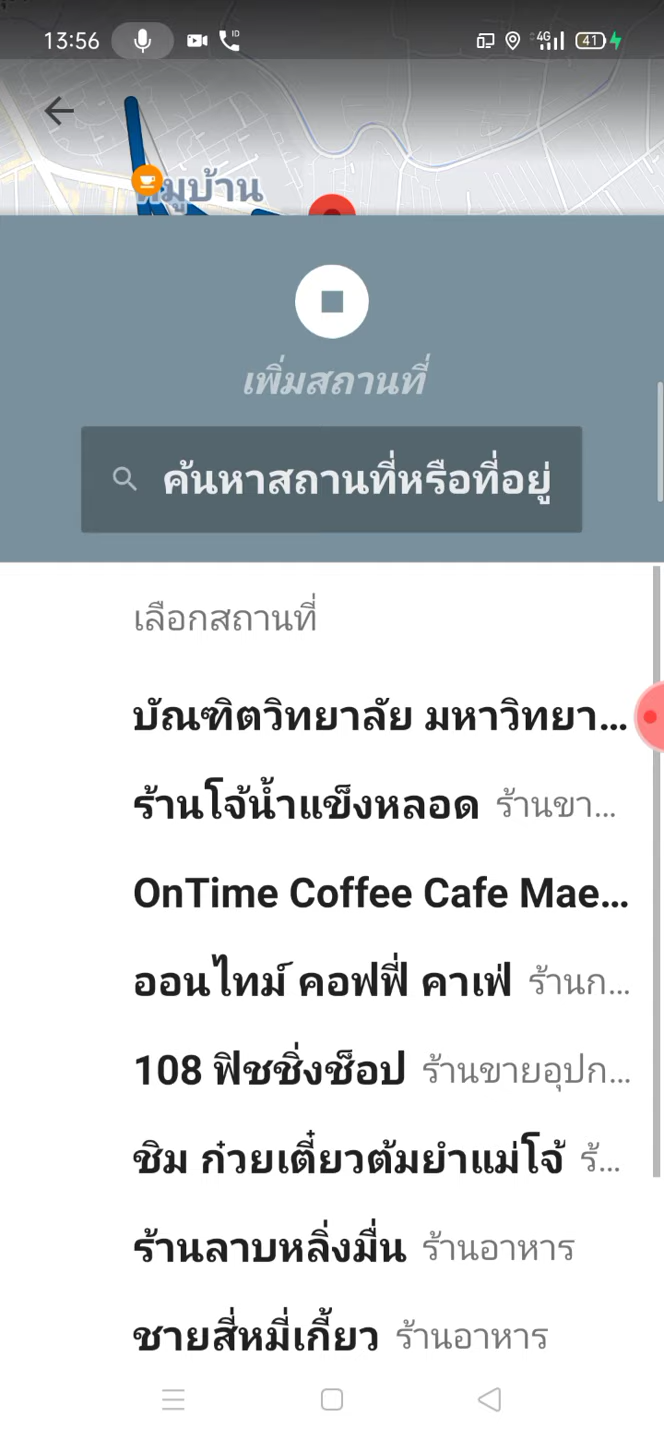 13:56
4G
41
หมู่บ้าน
เพิ่มสถานที่
ค้นหาสถานที่หรือที่อยู่
เลือกสถานที่
บัณฑิตวิทยาลัย มหาวิทยา...
ร้านโจ้น้ำแข็งหลอด ร้านขา...
OnTime Coffee Cafe Mae...
ออนไทม์ คอฟฟี่ คาเฟ่ ร้านก...
108 ฟิชชิ่งช็อป ร้านขายอุปก...
ชิม ก๋วยเตี๋ยวต้มยำแม่โจ้ ร้...
ร้านลาบหลิ่งมื่น ร้านอาหาร
ชายสี่หมี่เกี้ยว ร้านอาหาร